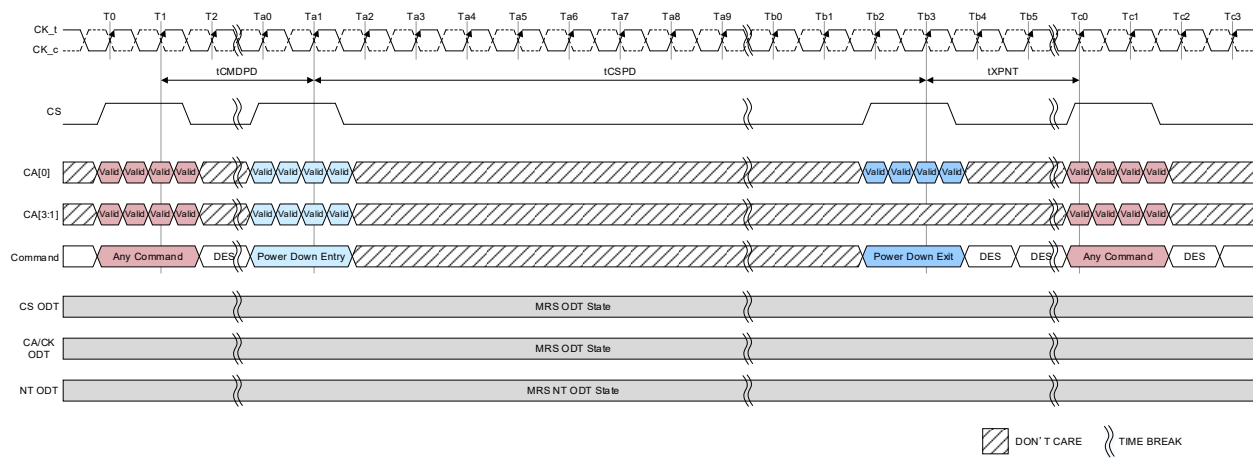 T0 T1 T2 Ta0 Ta1 Ta2 Ta3 Ta4 Ta5 Ta6 Ta7 Ta8 Ta9 Tb0 Tb1 Tb2 Tb3 Tb4 Tb5 Tc0 Tc1 Tc2 Tc3
CK_t
CK_c
tCMDPD tCSPD tXPNT
CS
CA[0] Valid Valid Valid Valid Valid Valid Valid Valid Valid Valid Valid Valid Valid Valid Valid Valid
CA[3:1] Valid Valid Valid Valid Valid Valid Valid Valid Valid Valid Valid Valid
Command Any Command DES Power Down Entry Power Down Exit DES DES Any Command DES
CS ODT MRS ODT State
CA/CK
ODT MRS ODT State
NT ODT MRS NT ODT State
DON'T CARE TIME BREAK